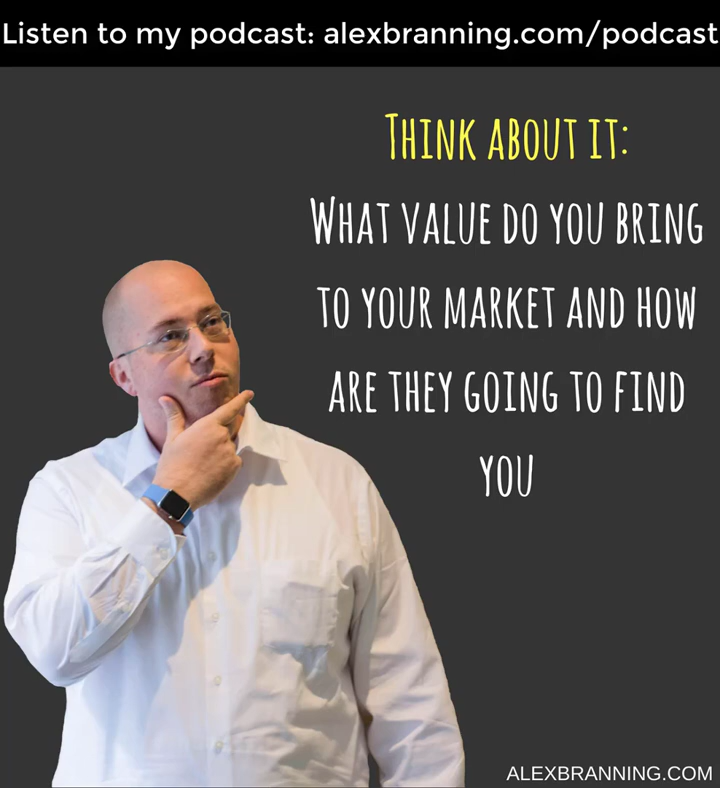 Listen to my podcast: alexbranning.com/podcast
THINK ABOUT IT:
WHAT VALUE DO YOU BRING
TO YOUR MARKET AND HOW
ARE THEY GOING TO FIND
YOU
ALEXBRANNING.COM